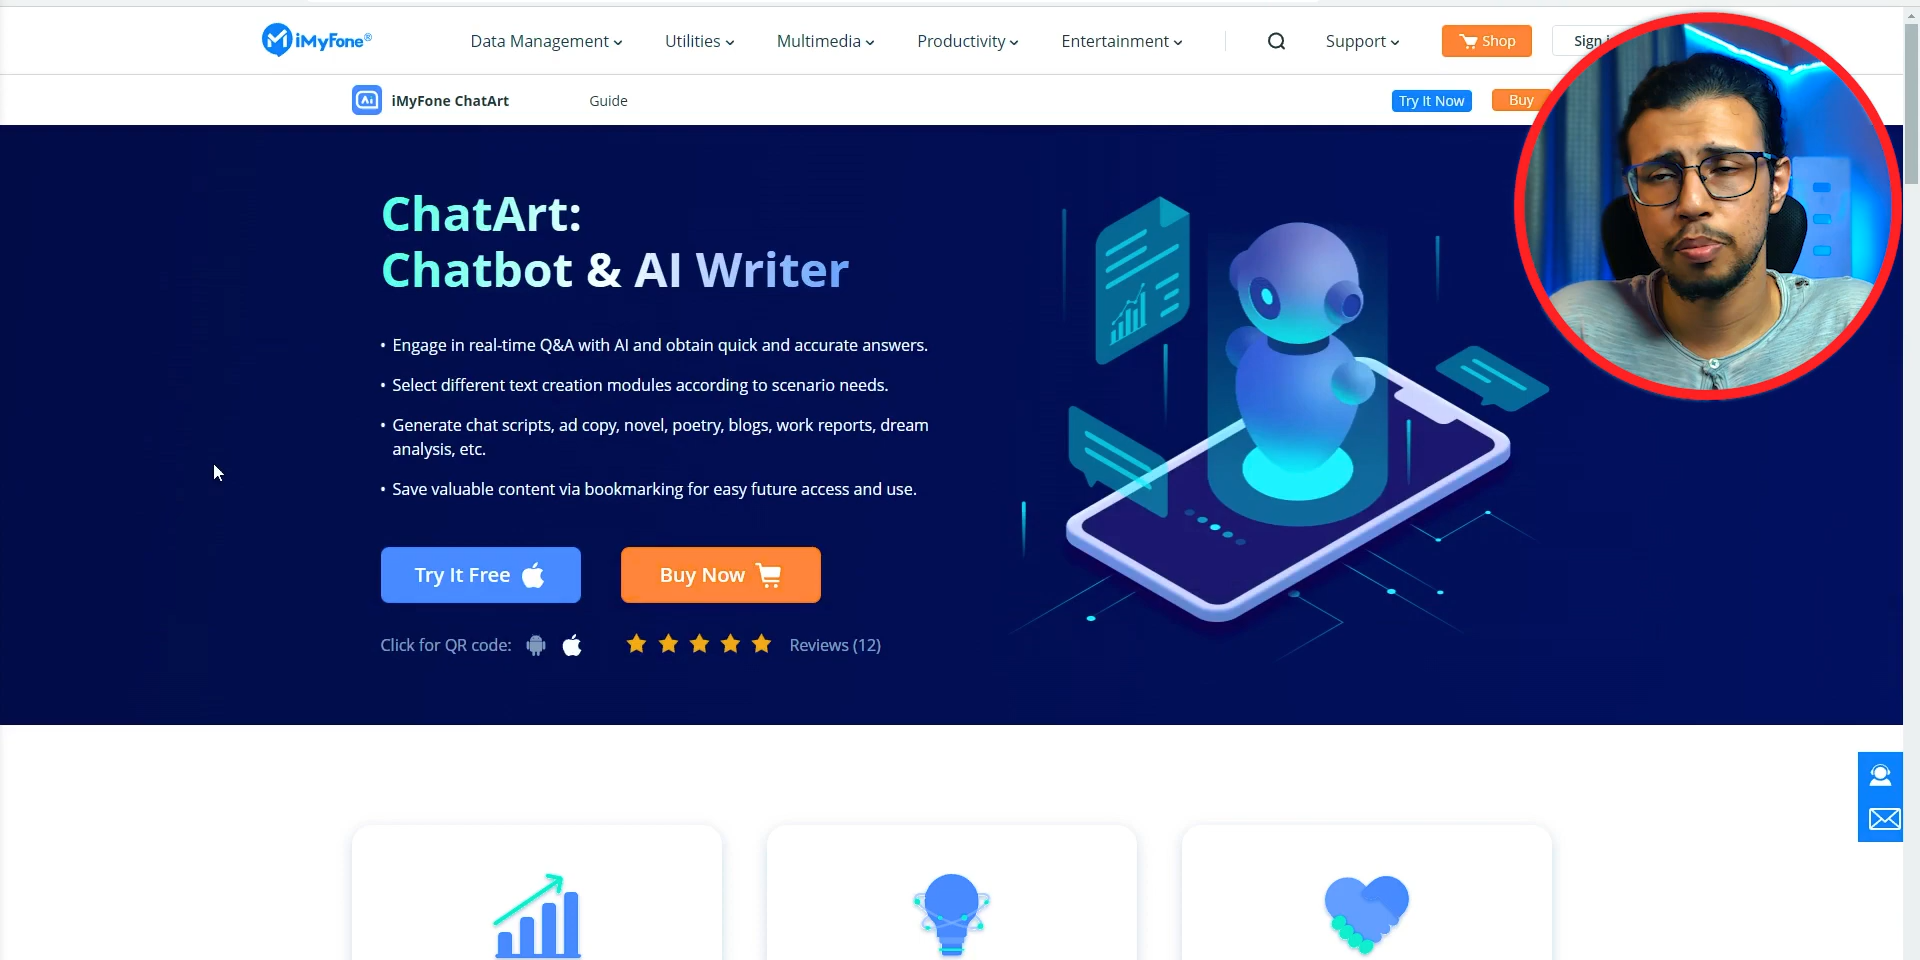 iMyFone®
Data Management
Utilities
Multimedia
Productivity
Entertainment
Support
Shop
Sign i
Ai
iMyFone ChatArt
Guide
Try It Now
Buy
ChatArt:
Chatbot & AI Writer
• Engage in real-time Q&A with AI and obtain quick and accurate answers.
• Select different text creation modules according to scenario needs.
• Generate chat scripts, ad copy, novel, poetry, blogs, work reports, dream
analysis, etc.
• Save valuable content via bookmarking for easy future access and use.
Try It Free
Buy Now
Click for QR code:
Reviews (12)